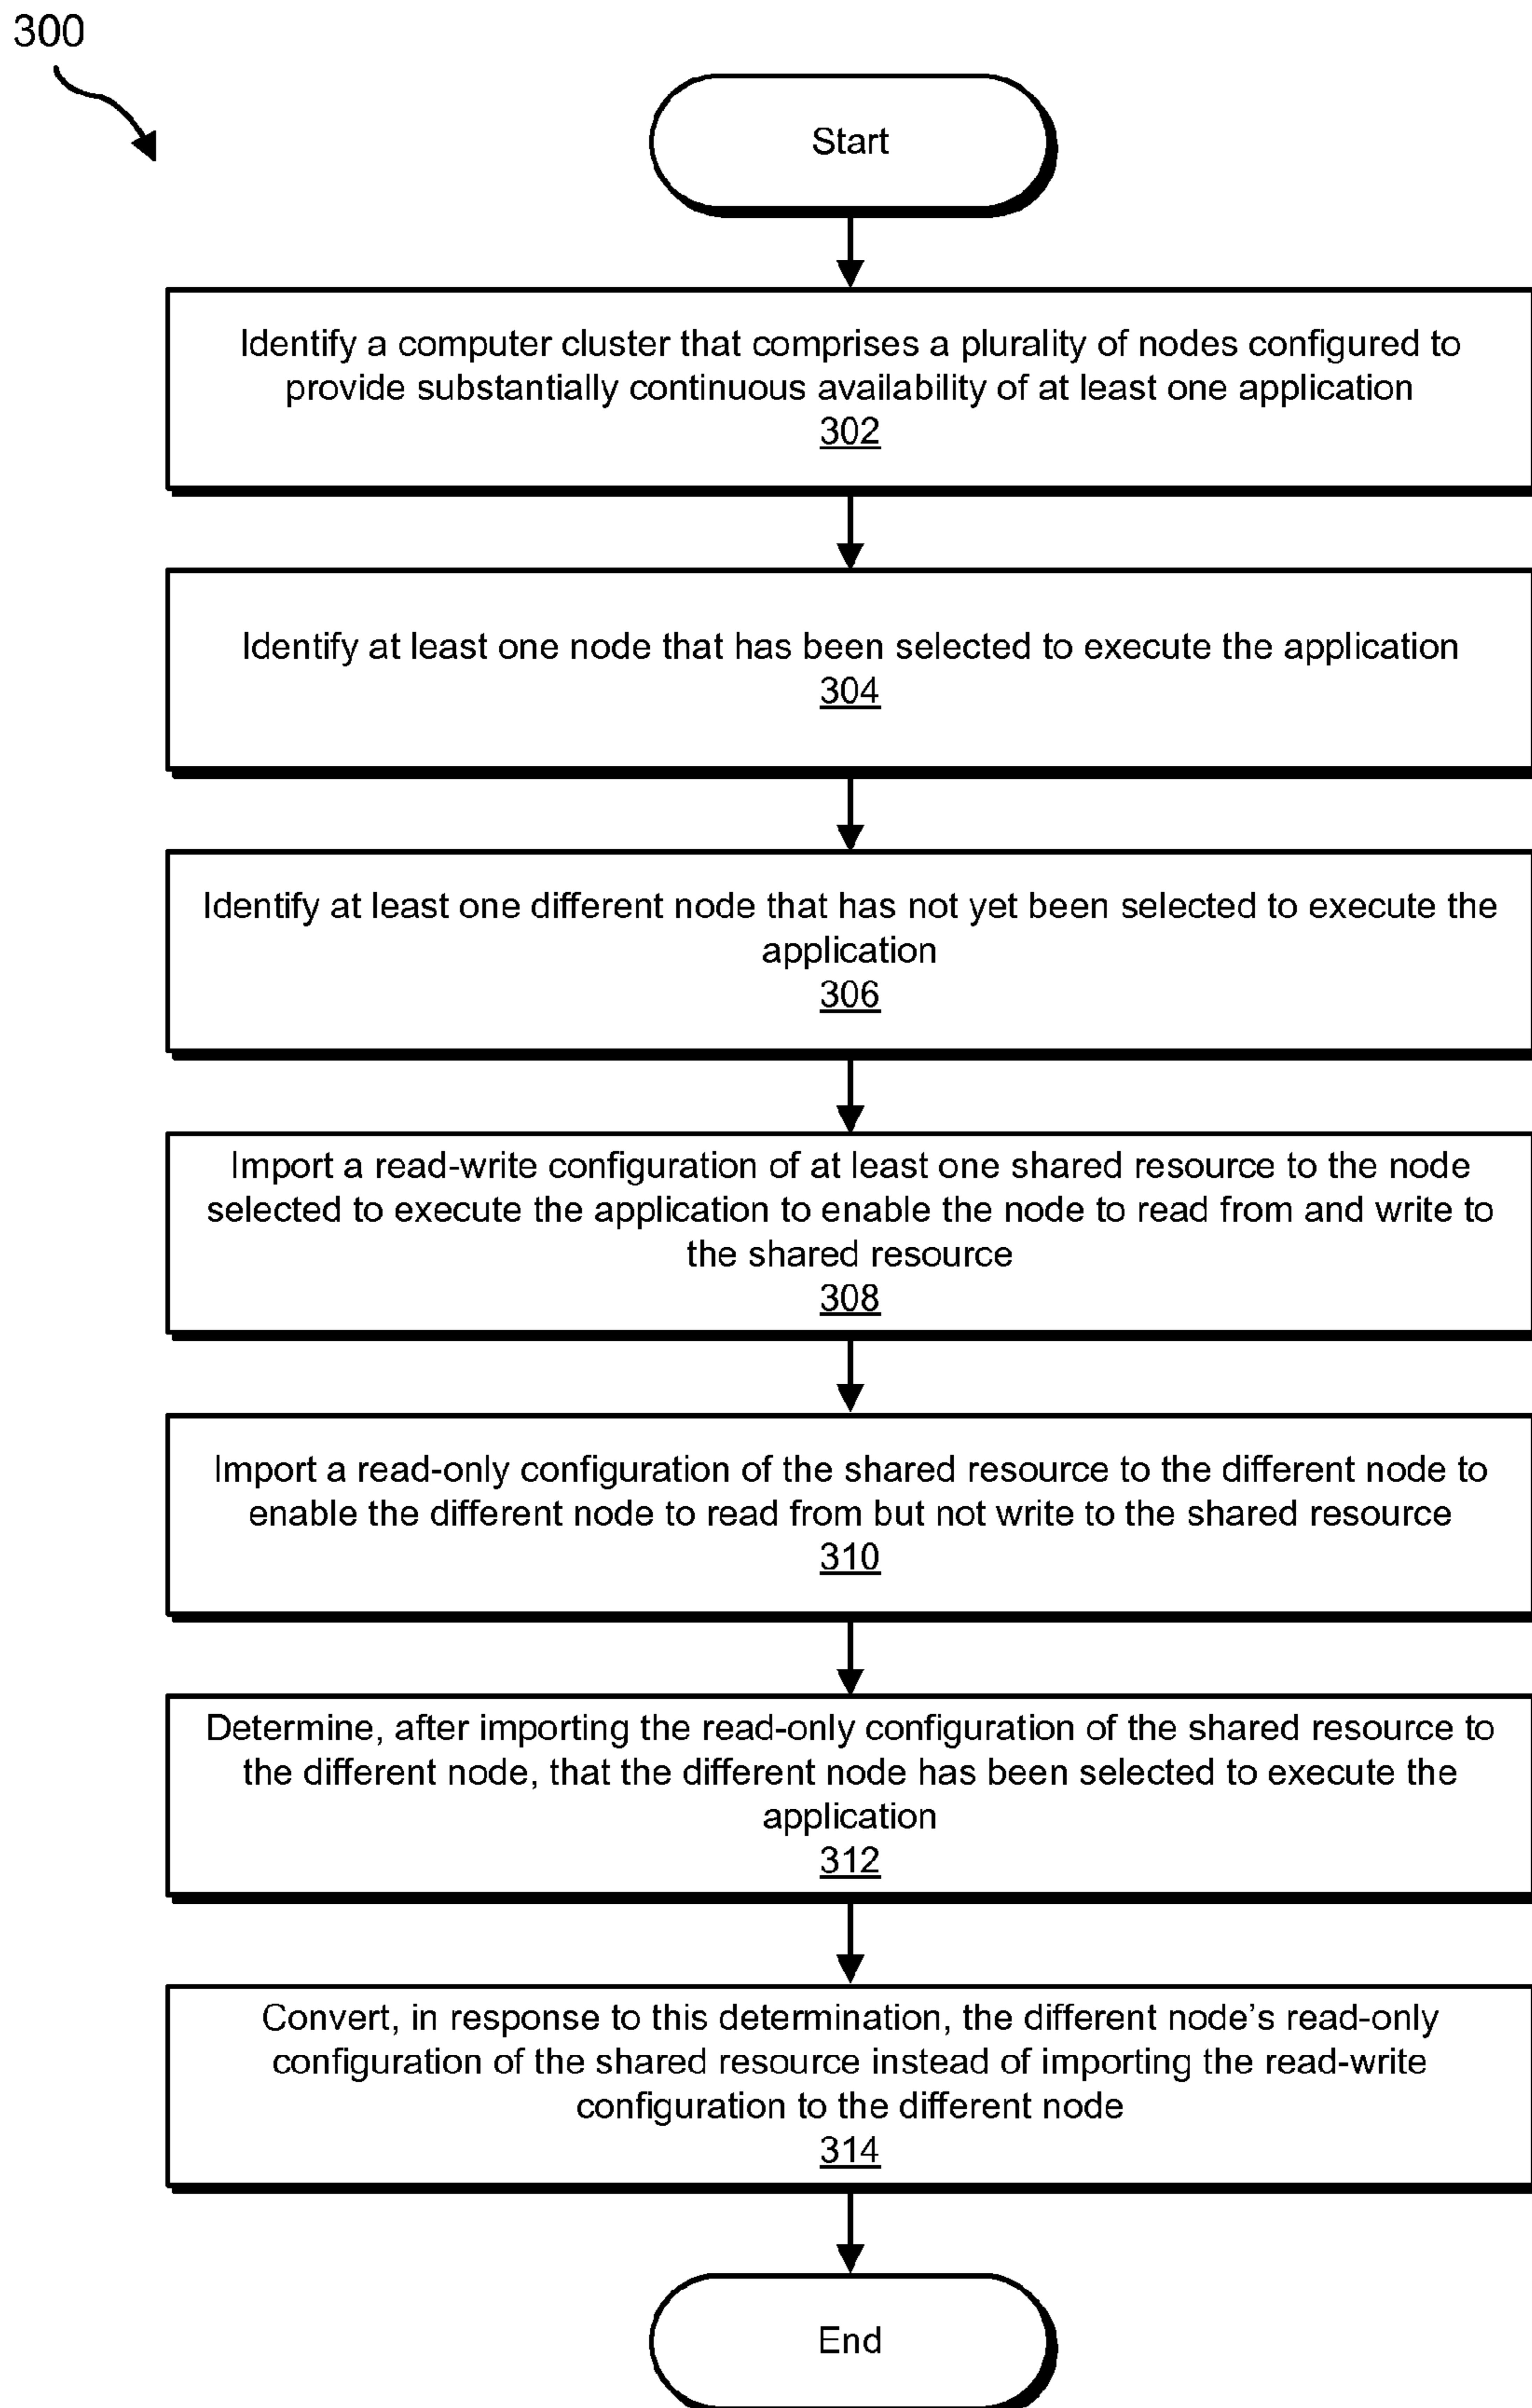 300
Start
Identify a computer cluster that comprises a plurality of nodes configured to
provide substantially continuous availability of at least one application
302
Identify at least one node that has been selected to execute the application
304
Identify at least one different node that has not yet been selected to execute the
application
306
Import a read-write configuration of at least one shared resource to the node
selected to execute the application to enable the node to read from and write to
the shared resource
308
Import a read-only configuration of the shared resource to the different node to
enable the different node to read from but not write to the shared resource
310
Determine, after importing the read-only configuration of the shared resource to
the different node, that the different node has been selected to execute the
application
312
Convert, in response to this determination, the different node’s read-only
configuration of the shared resource instead of importing the read-write
configuration to the different node
314
End